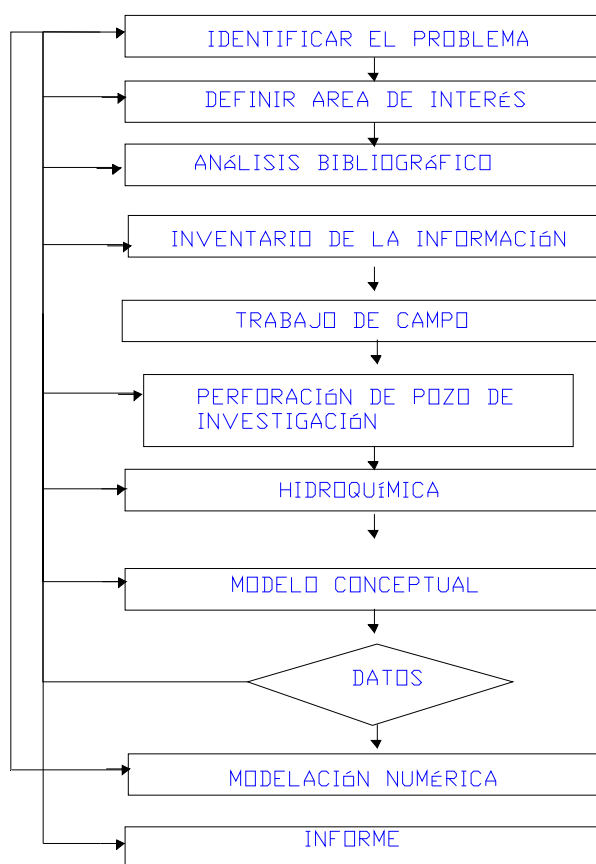 IDENTIFICAR EL PROBLEMA
DEFINIR AREA DE INTERéS
ANáLISIS BIBLIOGRáFICO
INVENTARIO DE LA INFORMACIóN
TRABAJO DE CAMPO
PERFORACIóN DE POZO DE
INVESTIGACIóN
HIDROQUíMICA
MODELO CONCEPTUAL
DATOS
MODELACIóN NUMéRICA
INFORME